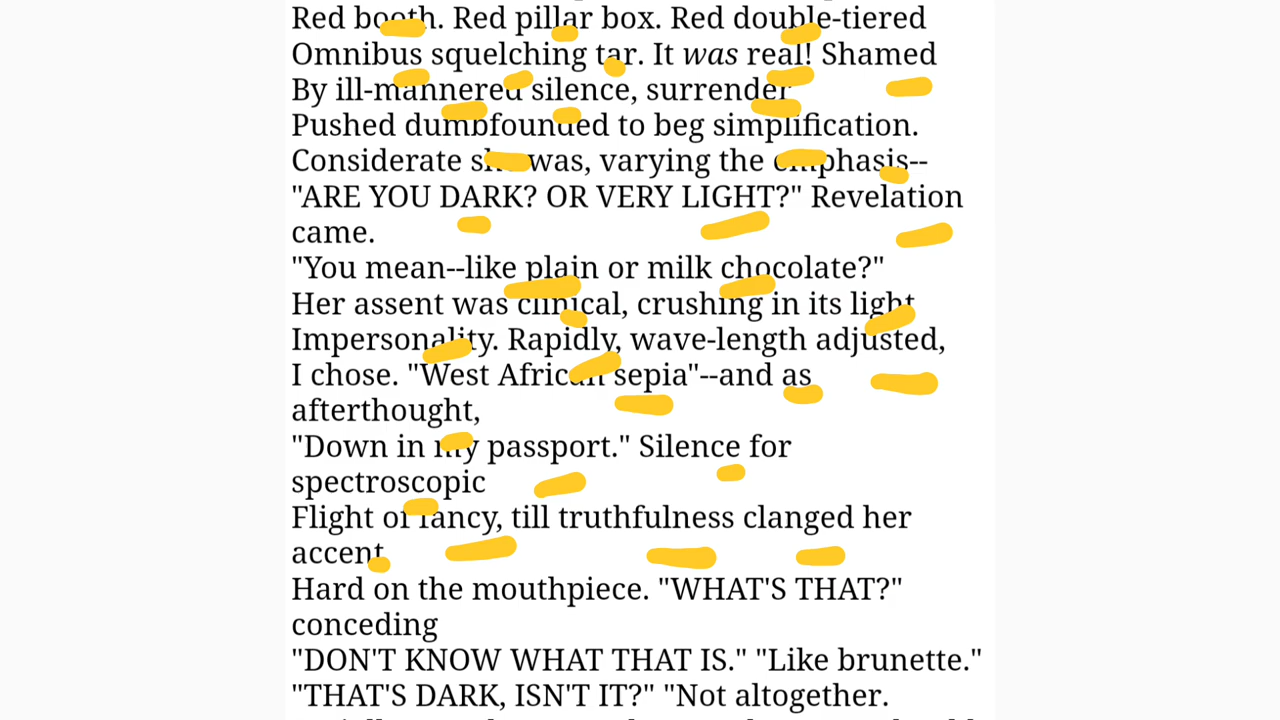 Red booth. Red pillar box. Red double-tiered
Omnibus squelching tar. It was real! Shamed
By ill-mannered silence, surrender
Pushed dumbfounded to beg simplification.
Considerate she was, varying the emphasis--
"ARE YOU DARK? OR VERY LIGHT?" Revelation
came.
"You mean--like plain or milk chocolate?"
Her assent was clinical, crushing in its light
Impersonality. Rapidly, wave-length adjusted,
I chose. "West African sepia"--and as
afterthought,
"Down in my passport." Silence for
spectroscopic
Flight of fancy, till truthfulness clanged her
accent
Hard on the mouthpiece. "WHAT'S THAT?"
conceding
"DON'T KNOW WHAT THAT IS." "Like brunette."
"THAT'S DARK, ISN'T IT?" "Not altogether.